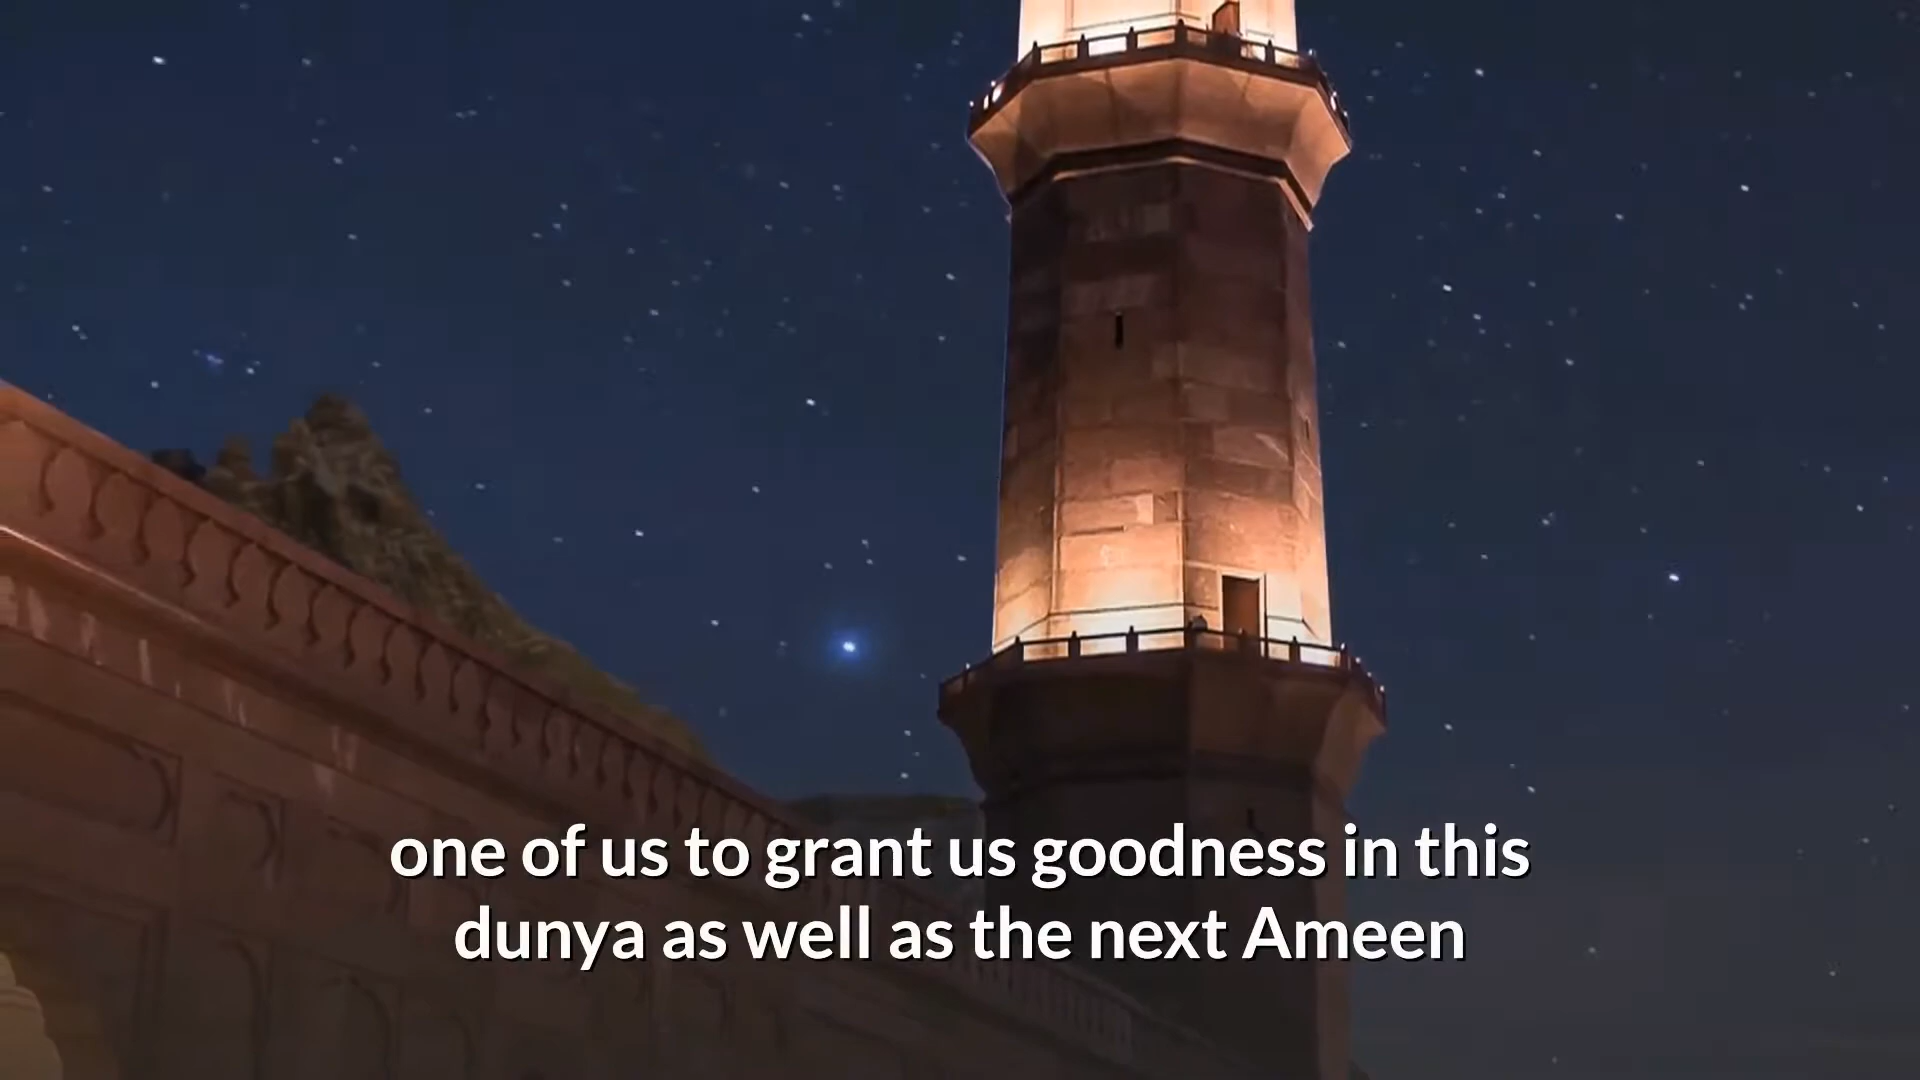 one of us to grant us goodness in this
dunya as well as the next Ameen